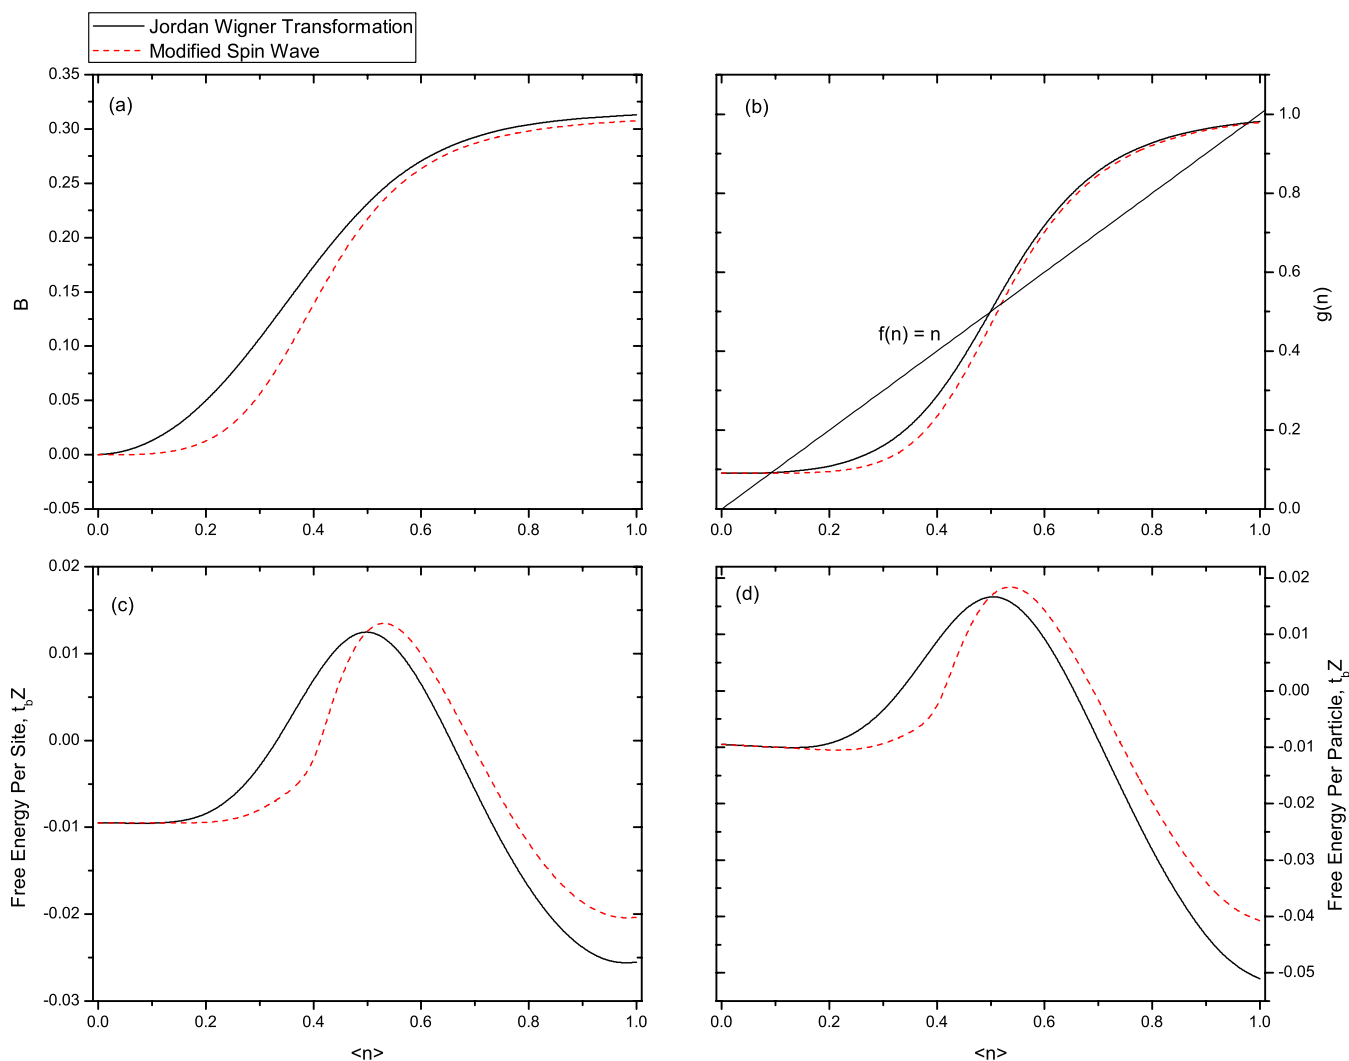 Jordan Wigner Transformation
Modified Spin Wave
(a)
0.35
0.30
0.25
0.20
0.15
0.10
0.05
0.00
-0.05
B
0.0 0.2 0.4 0.6 0.8 1.0
(b)
f(n) = n
1.0
0.8
0.6
0.4
0.2
0.0
g(n)
0.0 0.2 0.4 0.6 0.8 1.0
(c)
0.02
0.01
0.00
-0.01
-0.02
-0.03
Free Energy Per Site, t_bZ
0.0 0.2 0.4 0.6 0.8 1.0
<n>
(d)
0.02
0.01
0.00
-0.01
-0.02
-0.03
-0.04
-0.05
Free Energy Per Particle, t_bZ
0.0 0.2 0.4 0.6 0.8 1.0
<n>